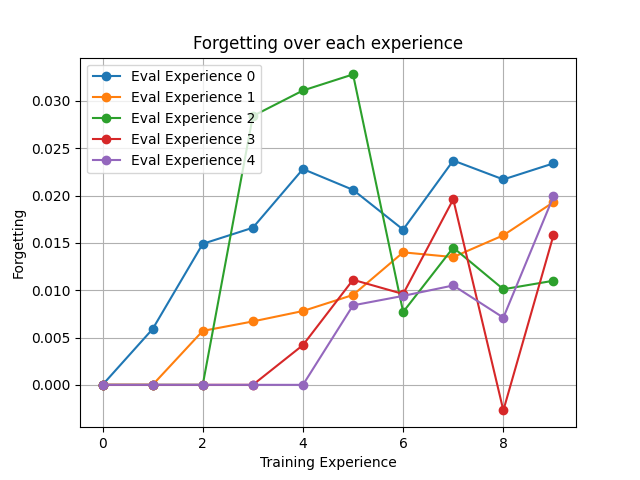 Forgetting over each experience
Eval Experience 0
Eval Experience 1
Eval Experience 2
Eval Experience 3
Eval Experience 4
0.030
0.025
0.020
0.015
0.010
0.005
0.000
Forgetting
0 2 4 6 8
Training Experience